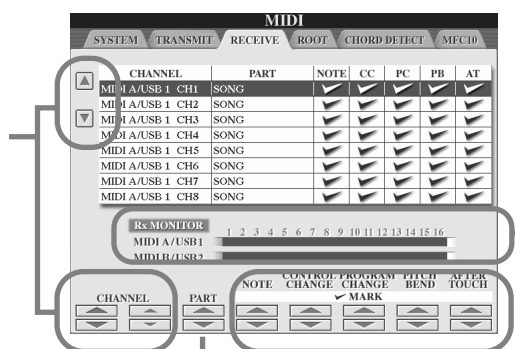 MIDI
SYSTEM TRANSMIT RECEIVE ROOT CHORD DETECT MFC10
CHANNEL PART NOTE CC PC PB AT
MIDI A/USB 1 CH1 SONG
MIDI A/USB 1 CH2 SONG
MIDI A/USB 1 CH3 SONG
MIDI A/USB 1 CH4 SONG
MIDI A/USB 1 CH5 SONG
MIDI A/USB 1 CH6 SONG
MIDI A/USB 1 CH7 SONG
MIDI A/USB 1 CH8 SONG
Rx MONITOR 1 2 3 4 5 6 7 8 9 10 11 12 13 14 15 16
MIDI A/USB1
MIDI B/USB2
CHANNEL PART NOTE CONTROL CHANGE PROGRAM CHANGE PITCH BEND AFTER TOUCH
MARK